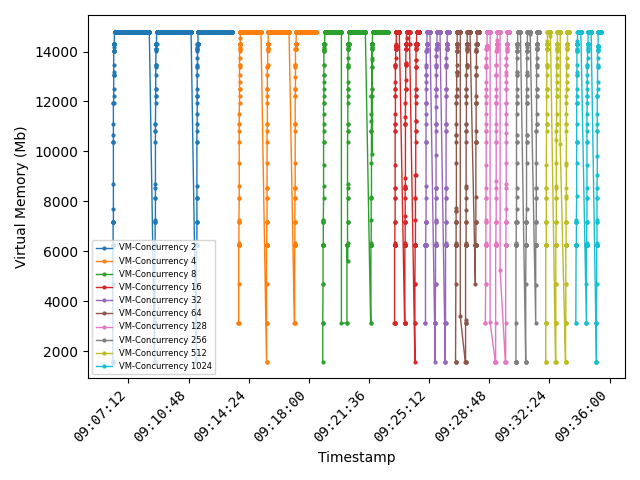 14000
12000
10000
8000
6000
4000
2000
Virtual Memory (Mb)
VM-Concurrency 2
VM-Concurrency 4
VM-Concurrency 8
VM-Concurrency 16
VM-Concurrency 32
VM-Concurrency 64
VM-Concurrency 128
VM-Concurrency 256
VM-Concurrency 512
VM-Concurrency 1024
09:07:12
09:10:48
09:14:24
09:18:00
09:21:36
09:25:12
09:28:48
09:32:24
09:36:00
Timestamp